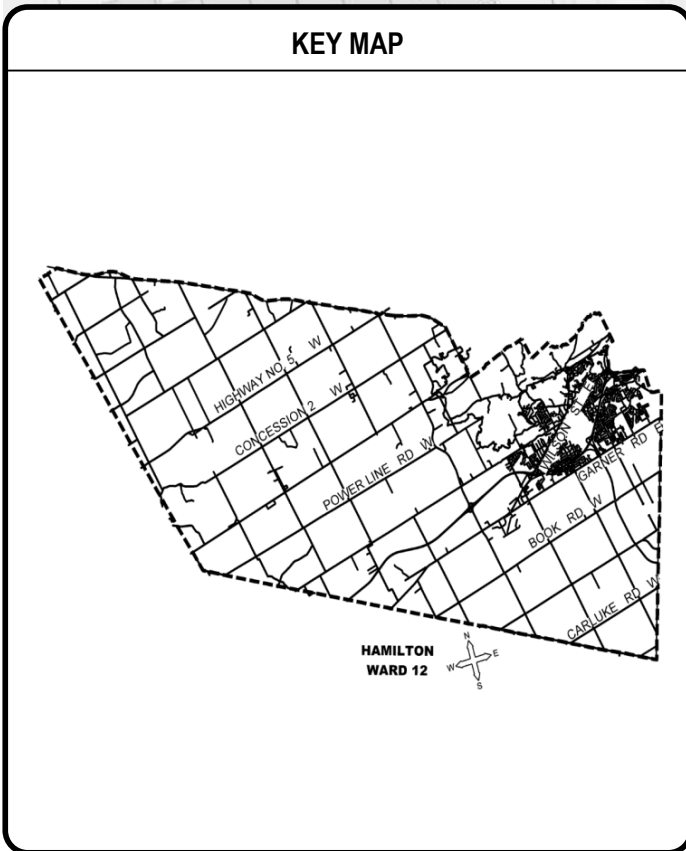 KEY MAP
HIGHWAY NO. 5 W
CONCESSION 2 W
POWER LINE RD W
WILSON ST E
GARNER RD E
BOOK RD W
CARLUKE RD W
HAMILTON
WARD 12
N
W
E
S